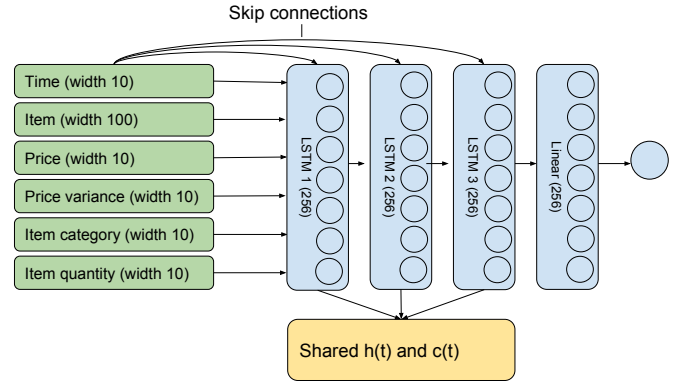 Skip connections
Time (width 10)
Item (width 100)
Price (width 10)
Price variance (width 10)
Item category (width 10)
Item quantity (width 10)
LSTM 1 (256)
LSTM 2 (256)
LSTM 3 (256)
Linear (256)
Shared h(t) and c(t)